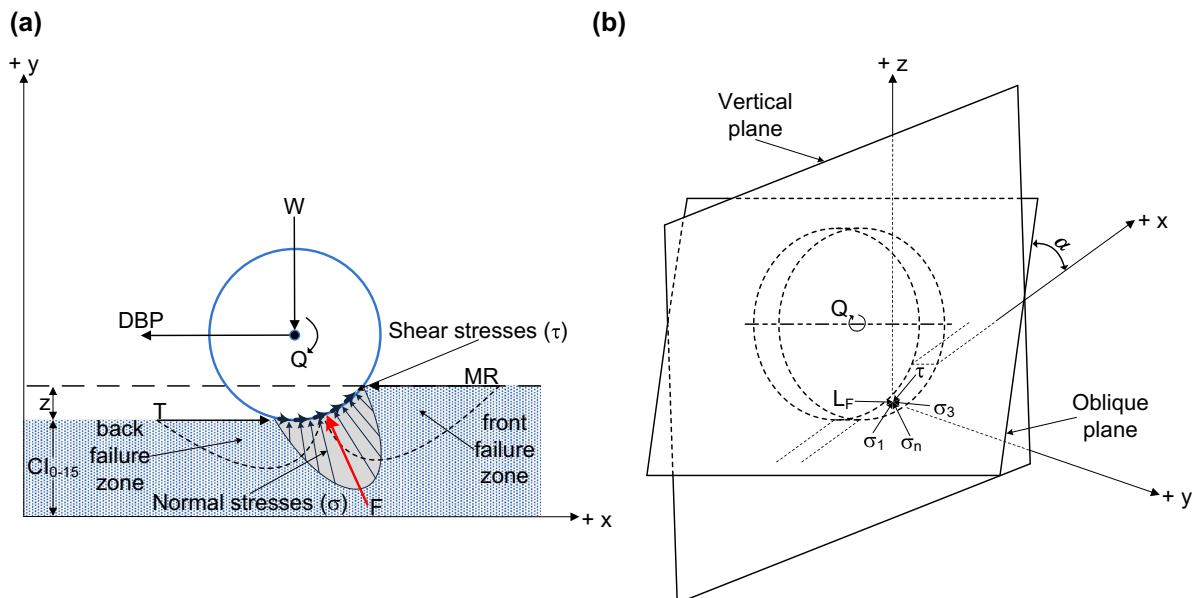 (a)
+ y
W
DBP
Q
Shear stresses (τ)
z
T
MR
back
failure
zone
front
failure
zone
CI0-15
Normal stresses (σ)
F
+ x
(b)
+ z
Vertical
plane
+ x
α
Q
τ
LF
σ3
σ1
σn
Oblique
plane
+ y